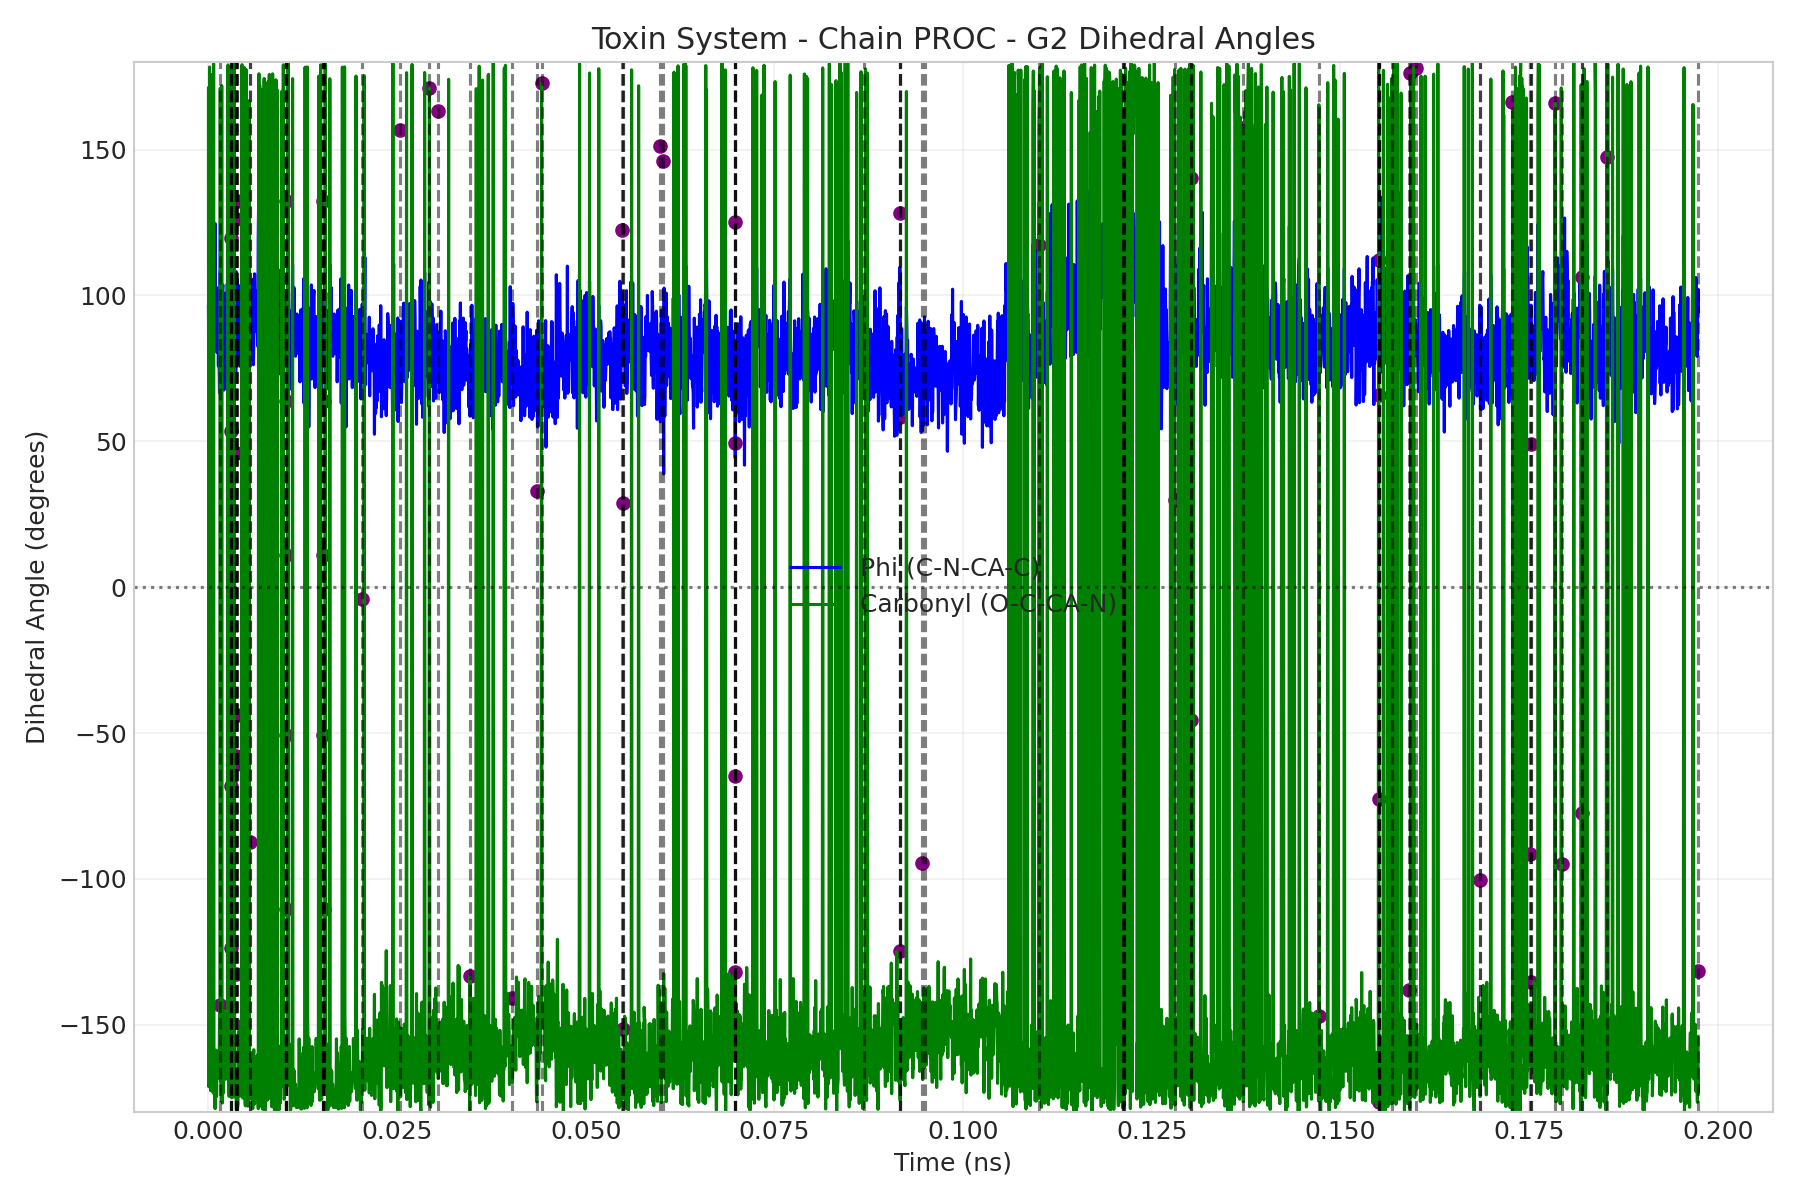 Toxin System - Chain PROC - G2 Dihedral Angles
Dihedral Angle (degrees)
150
100
50
0
−50
−100
−150
Phi (C-N-CA-C)
Carbonyl (O-C-CA-N)
0.000 0.025 0.050 0.075 0.100 0.125 0.150 0.175 0.200
Time (ns)